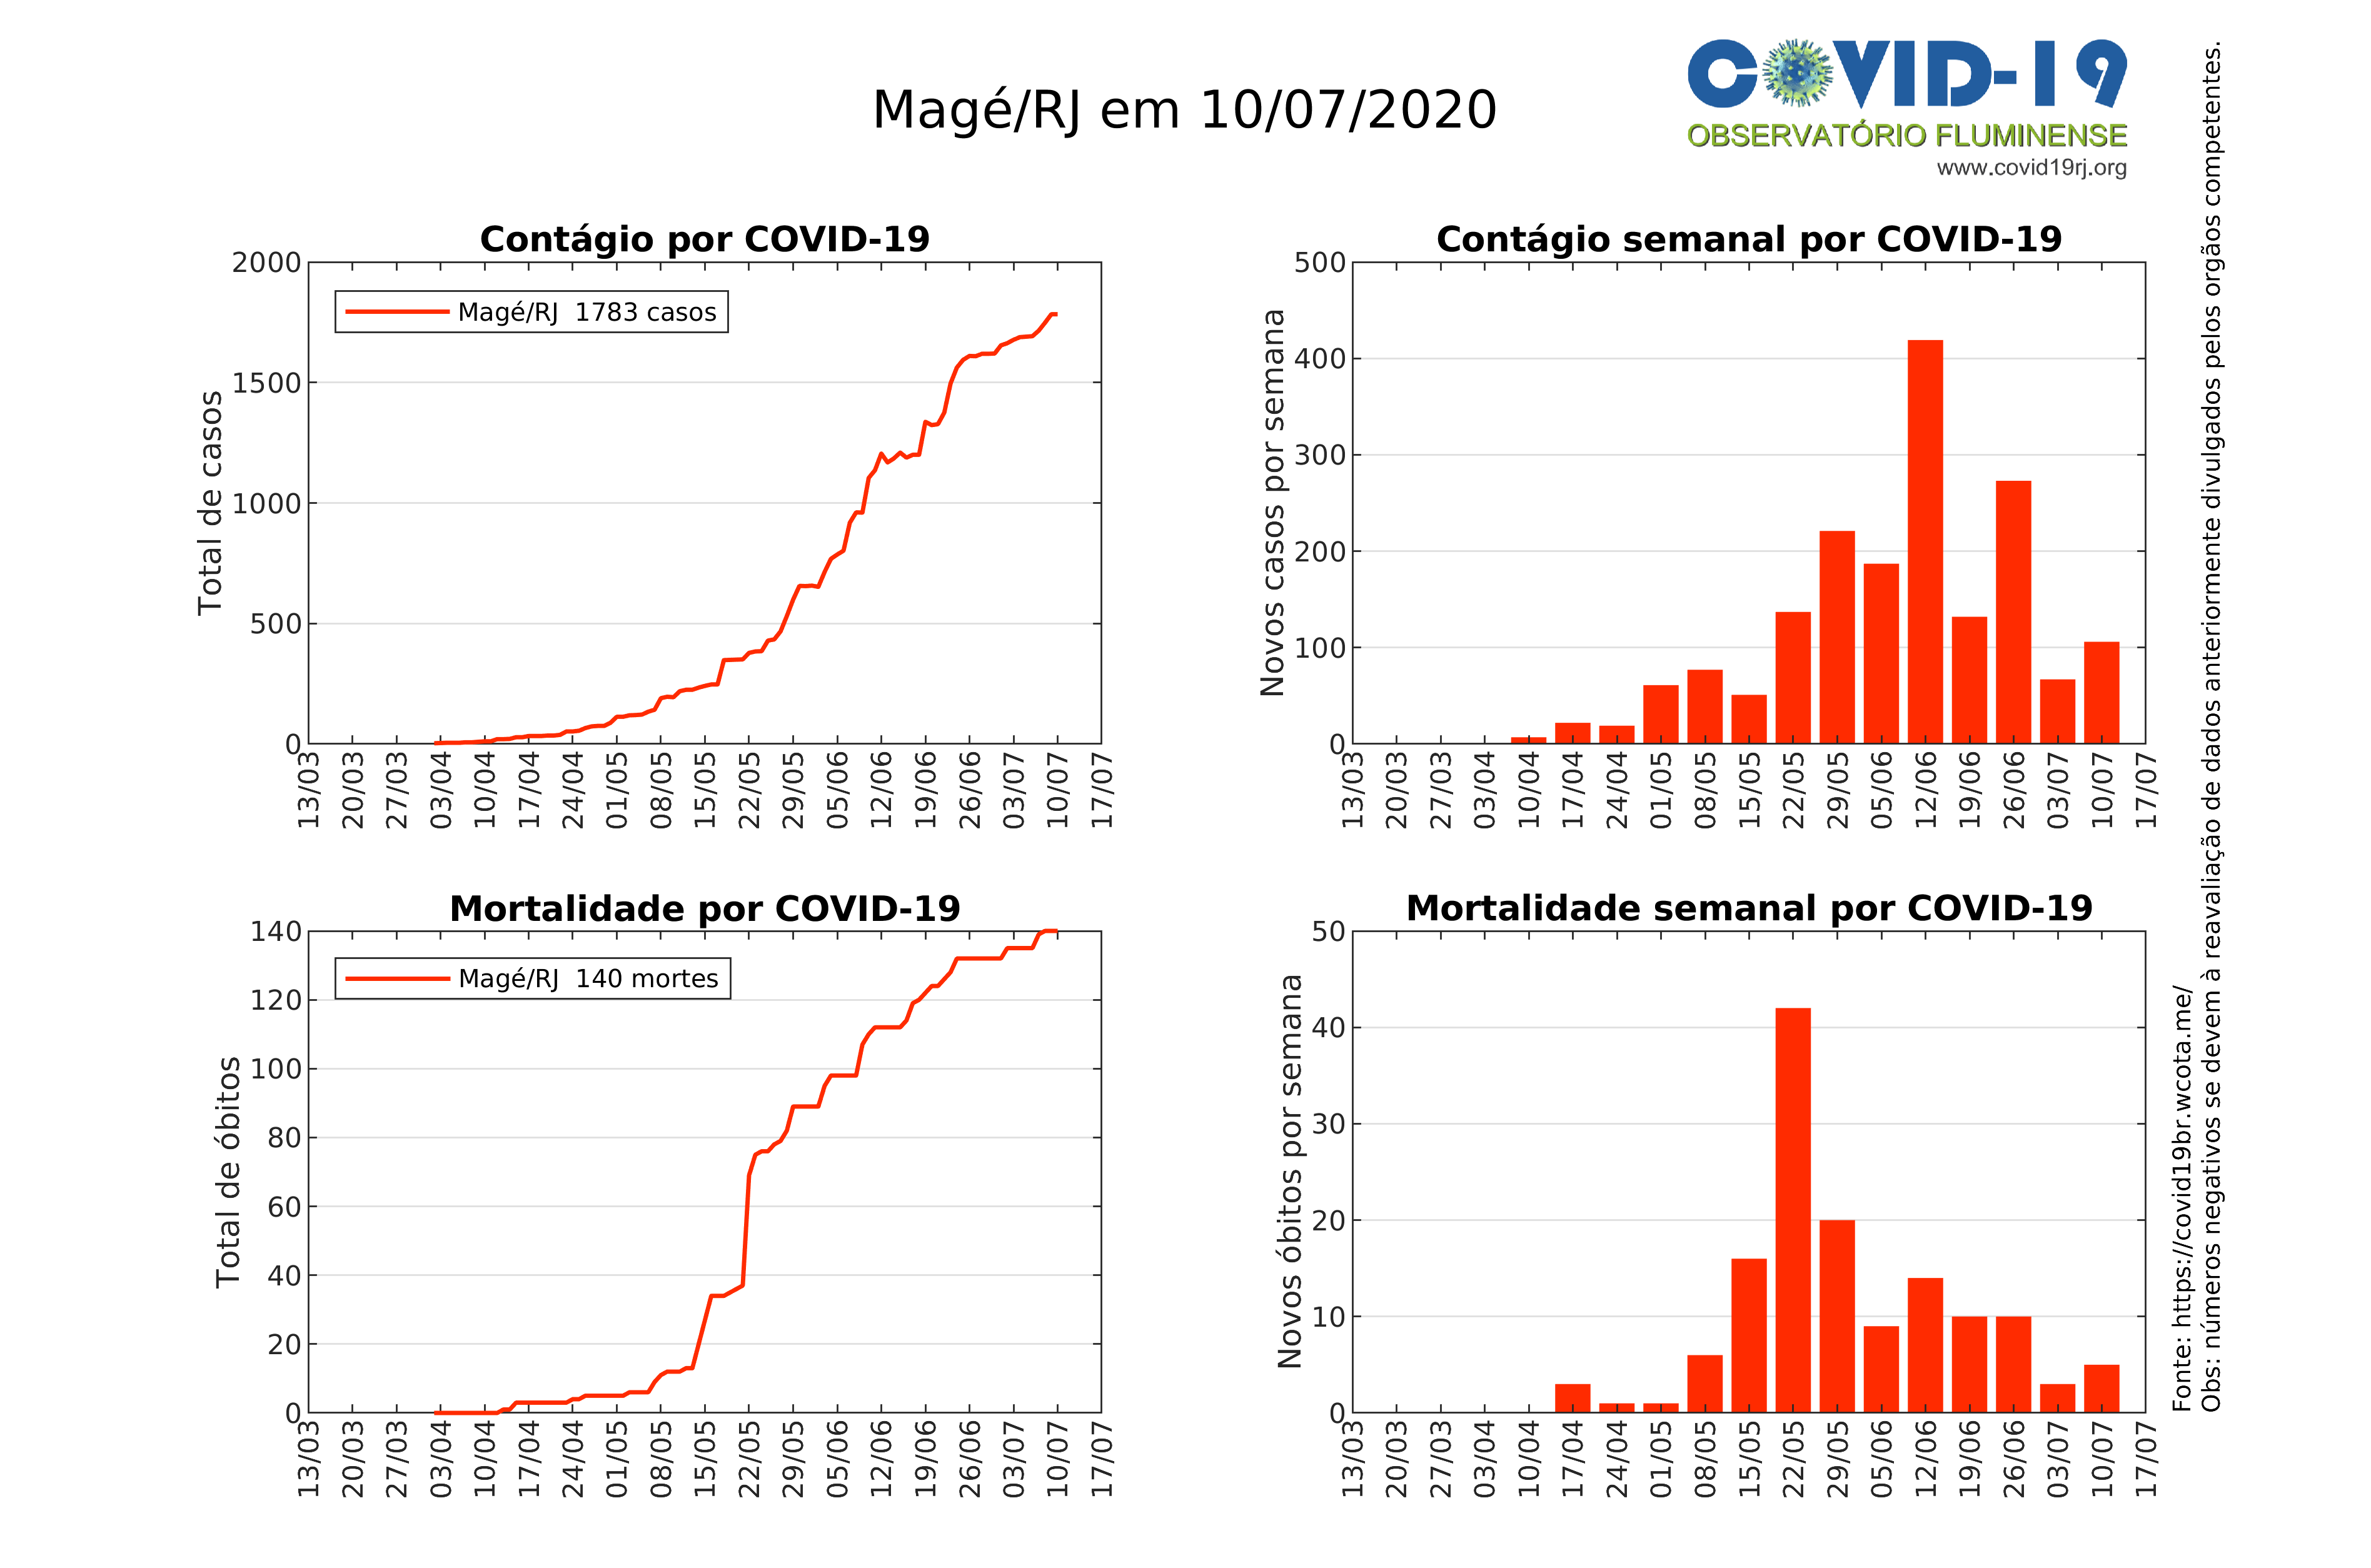 Magé/RJ em 10/07/2020
COVID-19
OBSERVATÓRIO FLUMINENSE
www.covid19rj.org
Contágio por COVID-19
Total de casos
2000
1500
1000
500
0
Magé/RJ 1783 casos
13/03 20/03 27/03 03/04 10/04 17/04 24/04 01/05 08/05 15/05 22/05 29/05 05/06 12/06 19/06 26/06 03/07 10/07 17/07
Contágio semanal por COVID-19
Novos casos por semana
500
400
300
200
100
0
13/03 20/03 27/03 03/04 10/04 17/04 24/04 01/05 08/05 15/05 22/05 29/05 05/06 12/06 19/06 26/06 03/07 10/07 17/07
Mortalidade por COVID-19
Total de óbitos
140
120
100
80
60
40
20
0
Magé/RJ 140 mortes
13/03 20/03 27/03 03/04 10/04 17/04 24/04 01/05 08/05 15/05 22/05 29/05 05/06 12/06 19/06 26/06 03/07 10/07 17/07
Mortalidade semanal por COVID-19
Novos óbitos por semana
50
40
30
20
10
0
13/03 20/03 27/03 03/04 10/04 17/04 24/04 01/05 08/05 15/05 22/05 29/05 05/06 12/06 19/06 26/06 03/07 10/07 17/07
Fonte: https://covid19br.wcota.me/
Obs: números negativos se devem à reavaliação de dados anteriormente divulgados pelos orgãos competentes.